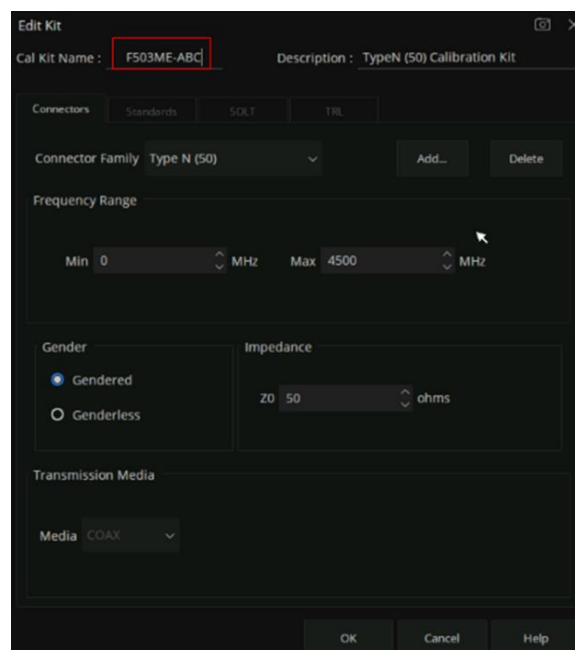 Edit Kit
Cal Kit Name : F503ME-ABC Description : TypeN (50) Calibration Kit
Connectors Standards SOLT TRL
Connector Family Type N (50) Add... Delete
Frequency Range
Min 0 MHz Max 4500 MHz
Gender Impedance
Gendered
Z0 50 ohms
Genderless
Transmission Media
Media COAX
OK Cancel Help